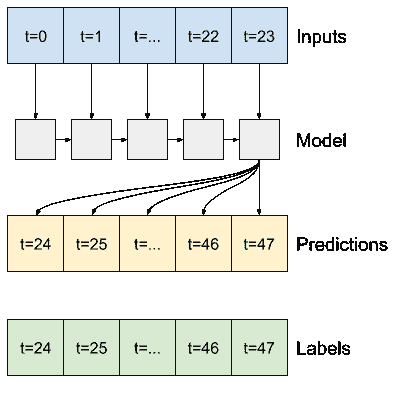 t=0 t=1 t=... t=22 t=23 Inputs
Model
t=24 t=25 t=... t=46 t=47 Predictions
t=24 t=25 t=... t=46 t=47 Labels